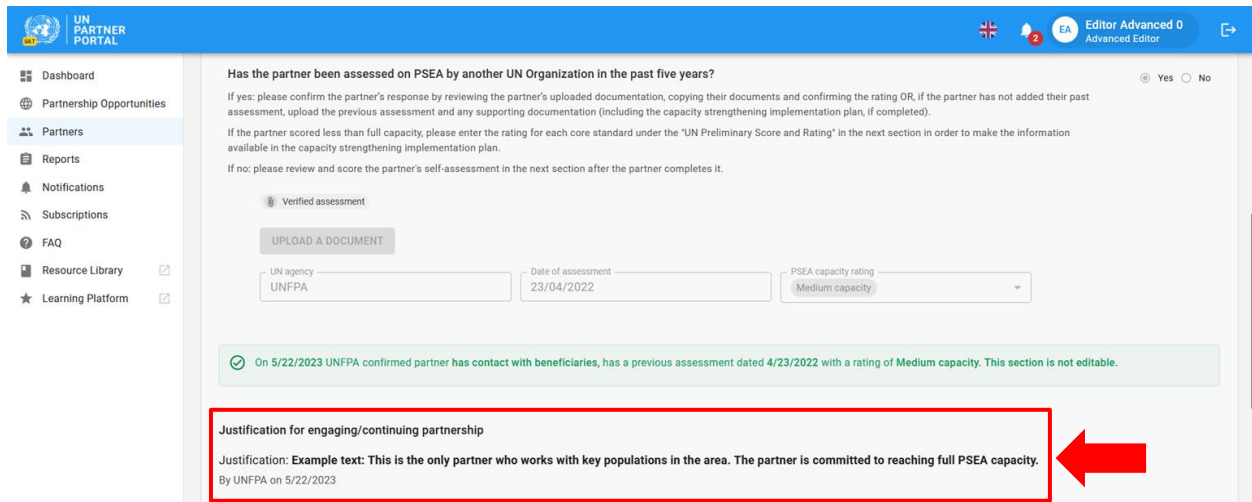 UN
PARTNER
PORTAL
UAT
2
EA
Editor Advanced 0
Advanced Editor
Dashboard
Partnership Opportunities
Partners
Reports
Notifications
Subscriptions
FAQ
Resource Library
Learning Platform
Has the partner been assessed on PSEA by another UN Organization in the past five years?
Yes
No
If yes: please confirm the partner's response by reviewing the partner's uploaded documentation, copying their documents and confirming the rating OR, if the partner has not added their past
assessment, upload the previous assessment and any supporting documentation (including the capacity strengthening implementation plan, if completed).
If the partner scored less than full capacity, please enter the rating for each core standard under the "UN Preliminary Score and Rating" in the next section in order to make the information
available in the capacity strengthening implementation plan.
If no: please review and score the partner's self-assessment in the next section after the partner completes it.
Verified assessment
UPLOAD A DOCUMENT
UN agency
UNFPA
Date of assessment
23/04/2022
PSEA capacity rating
Medium capacity
On 5/22/2023 UNFPA confirmed partner has contact with beneficiaries, has a previous assessment dated 4/23/2022 with a rating of Medium capacity. This section is not editable.
Justification for engaging/continuing partnership
Justification: Example text: This is the only partner who works with key populations in the area. The partner is committed to reaching full PSEA capacity.
By UNFPA on 5/22/2023